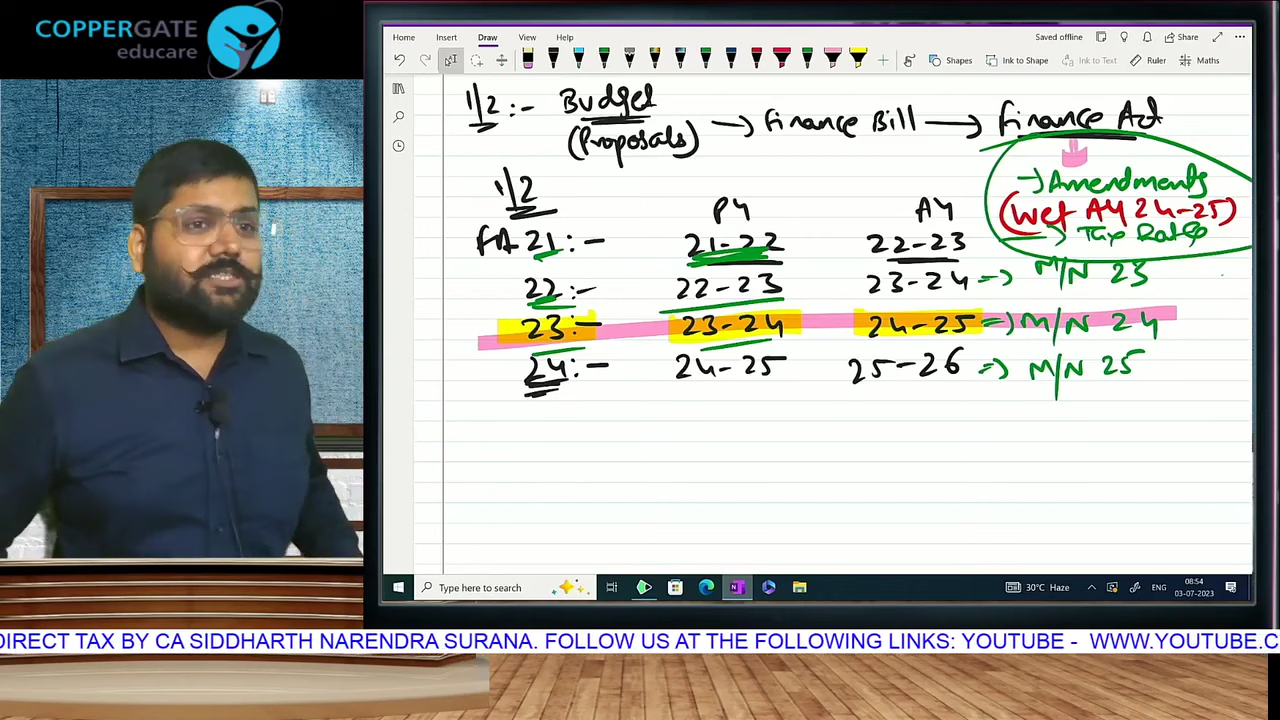 COPPERGATE
educare
Home Insert Draw View Help
Saved offline
Share
Shapes
Ink to Shape
Ink to Text
Ruler
Maths
1/2 :- Budget
(Proposals) → Finance Bill → Finance Act
→ Amendments
(wef AY 24-25)
→ Tax Rates
1/2
PY AY
FA 21:- 21-22 22-23
22:- 22-23 23-24 => M/N 23
23:- 23-24 24-25 => M/N 24
24:- 24-25 25-26 => M/N 25
Type here to search
30°C Haze
ENG
08:54
03-07-2023
DIRECT TAX BY CA SIDDHARTH NARENDRA SURANA. FOLLOW US AT THE FOLLOWING LINKS: YOUTUBE - WWW.YOUTUBE.C